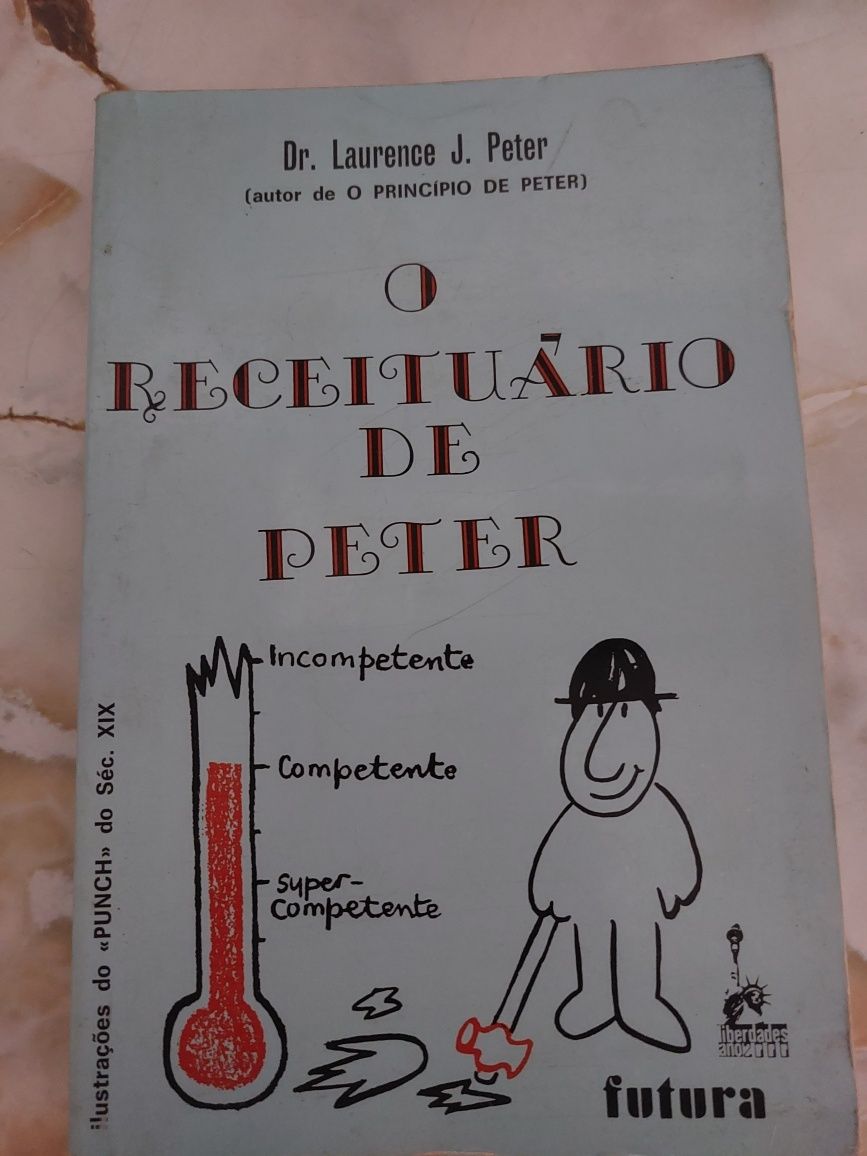 Dr. Laurence J. Peter
(autor de O PRINCÍPIO DE PETER)
O
RECEITUÁRIO
DE
PETER
Incompetente
Competente
super-
competente
ilustrações do «PUNCH» do Séc. XIX
liberdades
futura